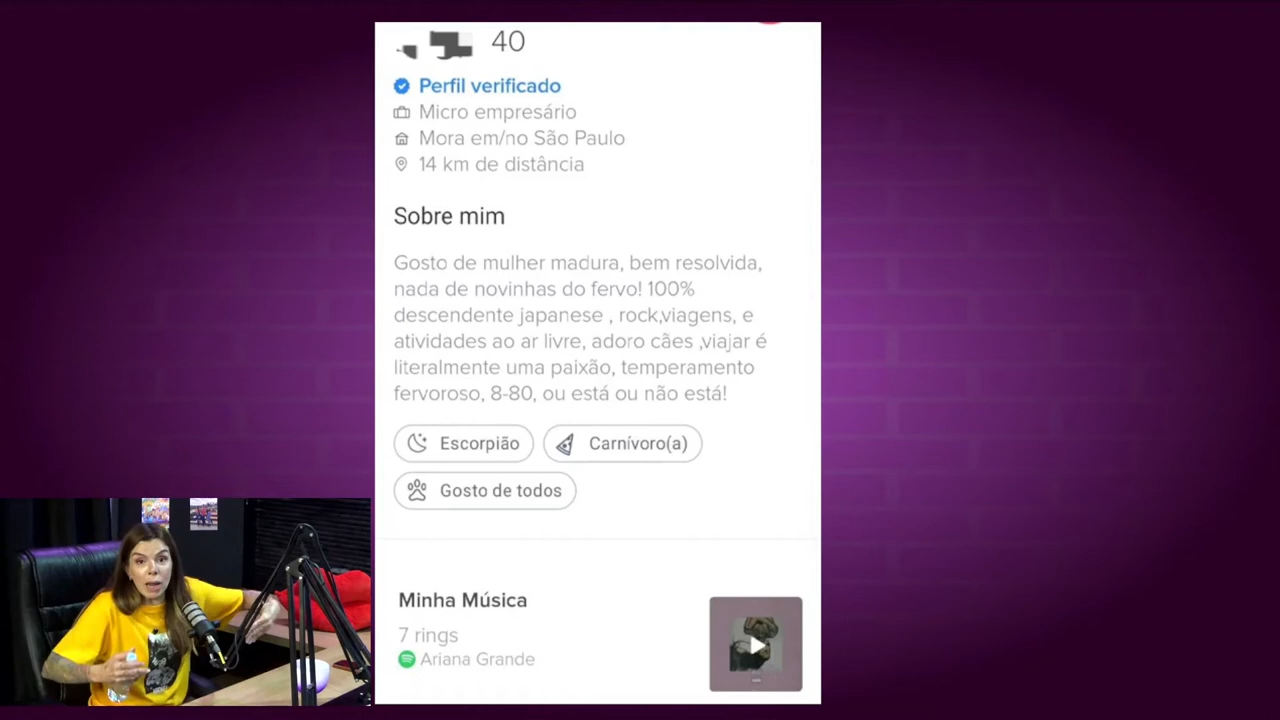 40
Perfil verificado
Micro empresário
Mora em/no São Paulo
14 km de distância
Sobre mim
Gosto de mulher madura, bem resolvida,
nada de novinhas do fervo! 100%
descendente japanese , rock,viagens, e
atividades ao ar livre, adoro cães ,viajar é
literalmente uma paixão, temperamento
fervoroso, 8-80, ou está ou não está!
Escorpião
Carnívoro(a)
Gosto de todos
Minha Música
7 rings
Ariana Grande